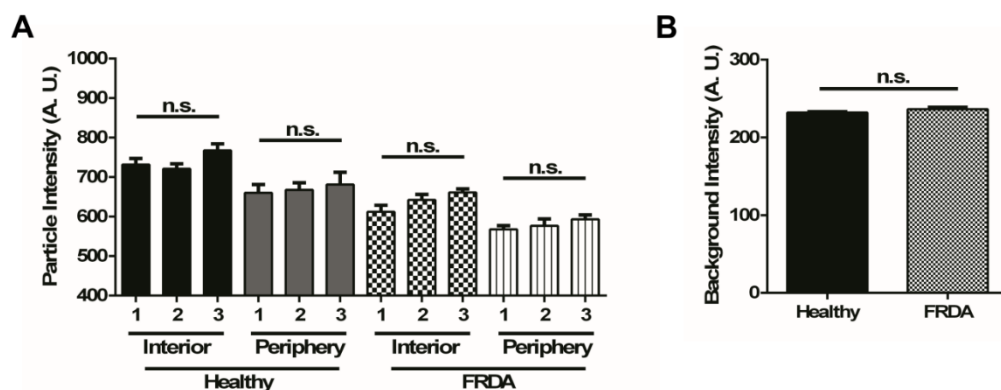 A
Particle Intensity (A. U.)
1000
900
800
700
600
500
400
n.s.
n.s.
n.s.
n.s.
1 2 3 1 2 3 1 2 3 1 2 3
Interior Periphery Interior Periphery
Healthy FRDA
B
Background Intensity (A. U.)
300
200
100
0
n.s.
Healthy FRDA